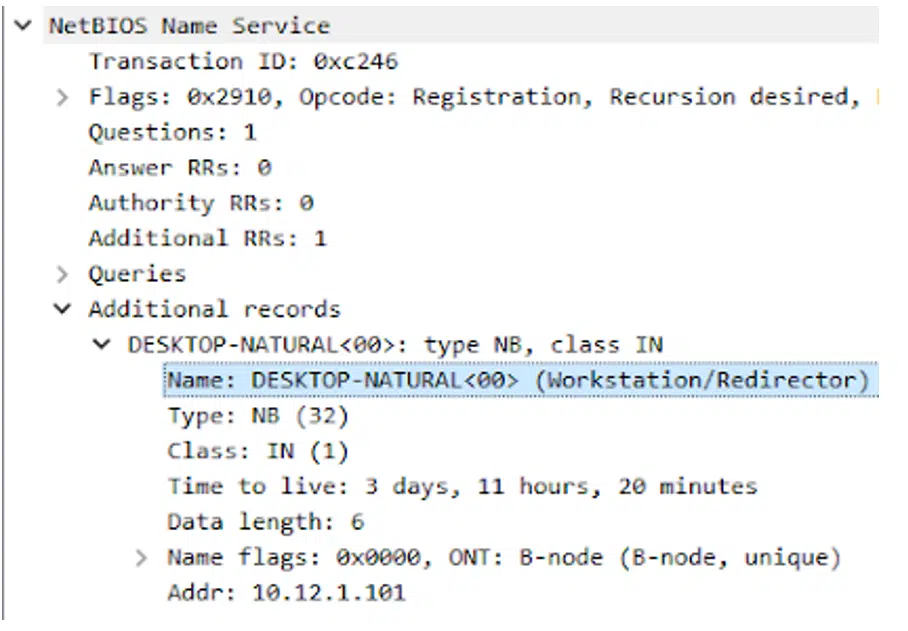 NetBIOS Name Service
Transaction ID: 0xc246
Flags: 0x2910, Opcode: Registration, Recursion desired,
Questions: 1
Answer RRs: 0
Authority RRs: 0
Additional RRs: 1
Queries
Additional records
DESKTOP-NATURAL<00>: type NB, class IN
Name: DESKTOP-NATURAL<00> (Workstation/Redirector)
Type: NB (32)
Class: IN (1)
Time to live: 3 days, 11 hours, 20 minutes
Data length: 6
Name flags: 0x0000, ONT: B-node (B-node, unique)
Addr: 10.12.1.101